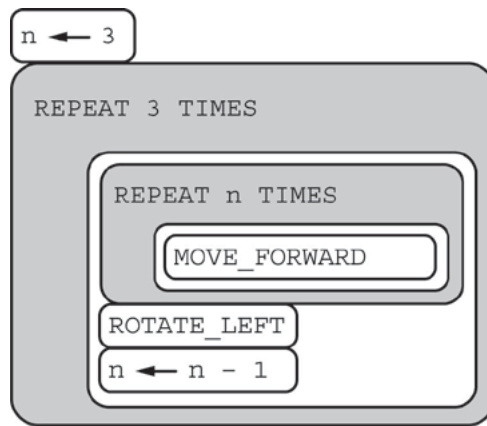 n ← 3
REPEAT 3 TIMES
REPEAT n TIMES
MOVE_FORWARD
ROTATE_LEFT
n ← n - 1